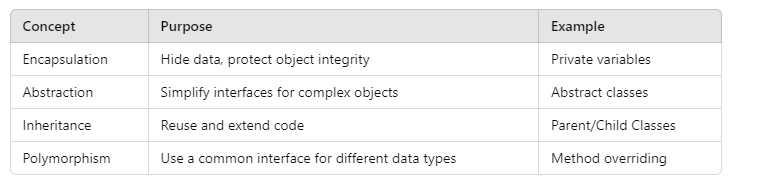 Concept Purpose Example
Encapsulation Hide data, protect object integrity Private variables
Abstraction Simplify interfaces for complex objects Abstract classes
Inheritance Reuse and extend code Parent/Child Classes
Polymorphism Use a common interface for different data types Method overriding